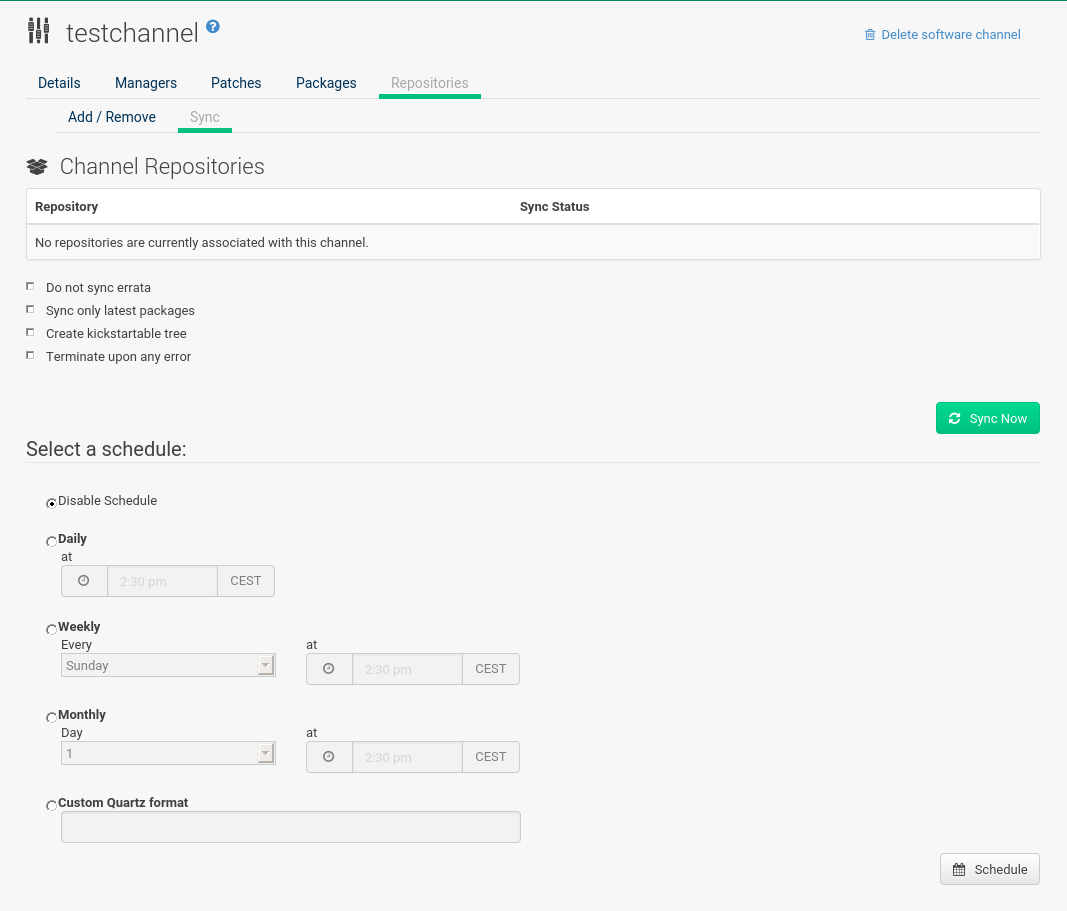 testchannel ?
Delete software channel
Details Managers Patches Packages Repositories
Add / Remove Sync
Channel Repositories
Repository Sync Status
No repositories are currently associated with this channel.
Do not sync errata
Sync only latest packages
Create kickstartable tree
Terminate upon any error
Sync Now
Select a schedule:
Disable Schedule
Daily
at
2:30 pm CEST
Weekly
Every at
Sunday 2:30 pm CEST
Monthly
Day at
1 2:30 pm CEST
Custom Quartz format
Schedule